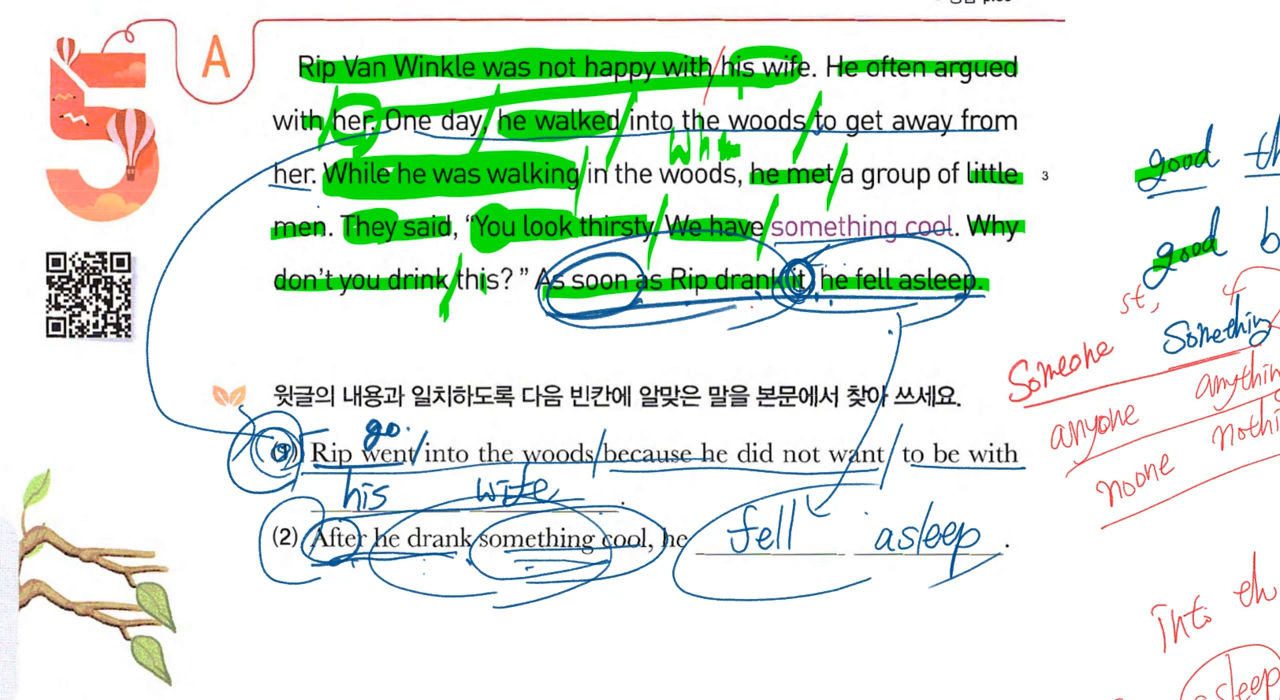 A
Rip Van Winkle was not happy with his wife. He often argued
with her. One day, he walked into the woods to get away from
her. While he was walking in the woods, he met a group of little 3
men. They said, “You look thirsty. We have something cool. Why
don't you drink this?” As soon as Rip drank it, he fell asleep.
윗글의 내용과 일치하도록 다음 빈칸에 알맞은 말을 본문에서 찾아 쓰세요.
go.
Rip went into the woods because he did not want to be with
his wife.
(2) After he drank something cool, he fell asleep.
good
good b
st,
Someone Somethin
anyone anythin
noone nothi
into th
asleep